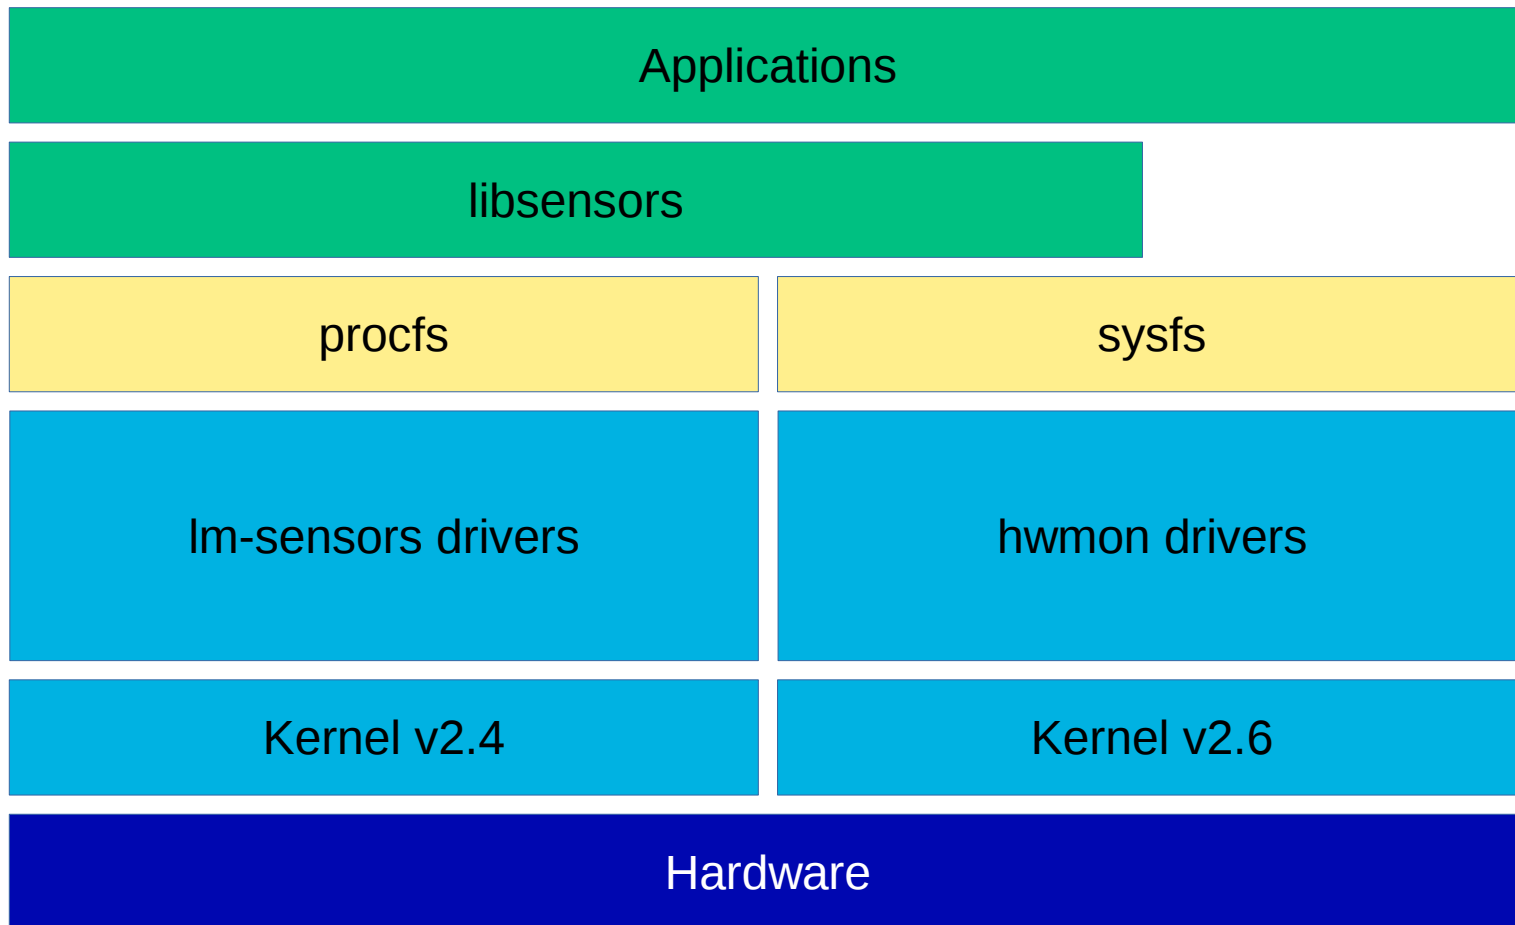 Applications
libsensors
procfs
sysfs
lm-sensors drivers
hwmon drivers
Kernel v2.4
Kernel v2.6
Hardware